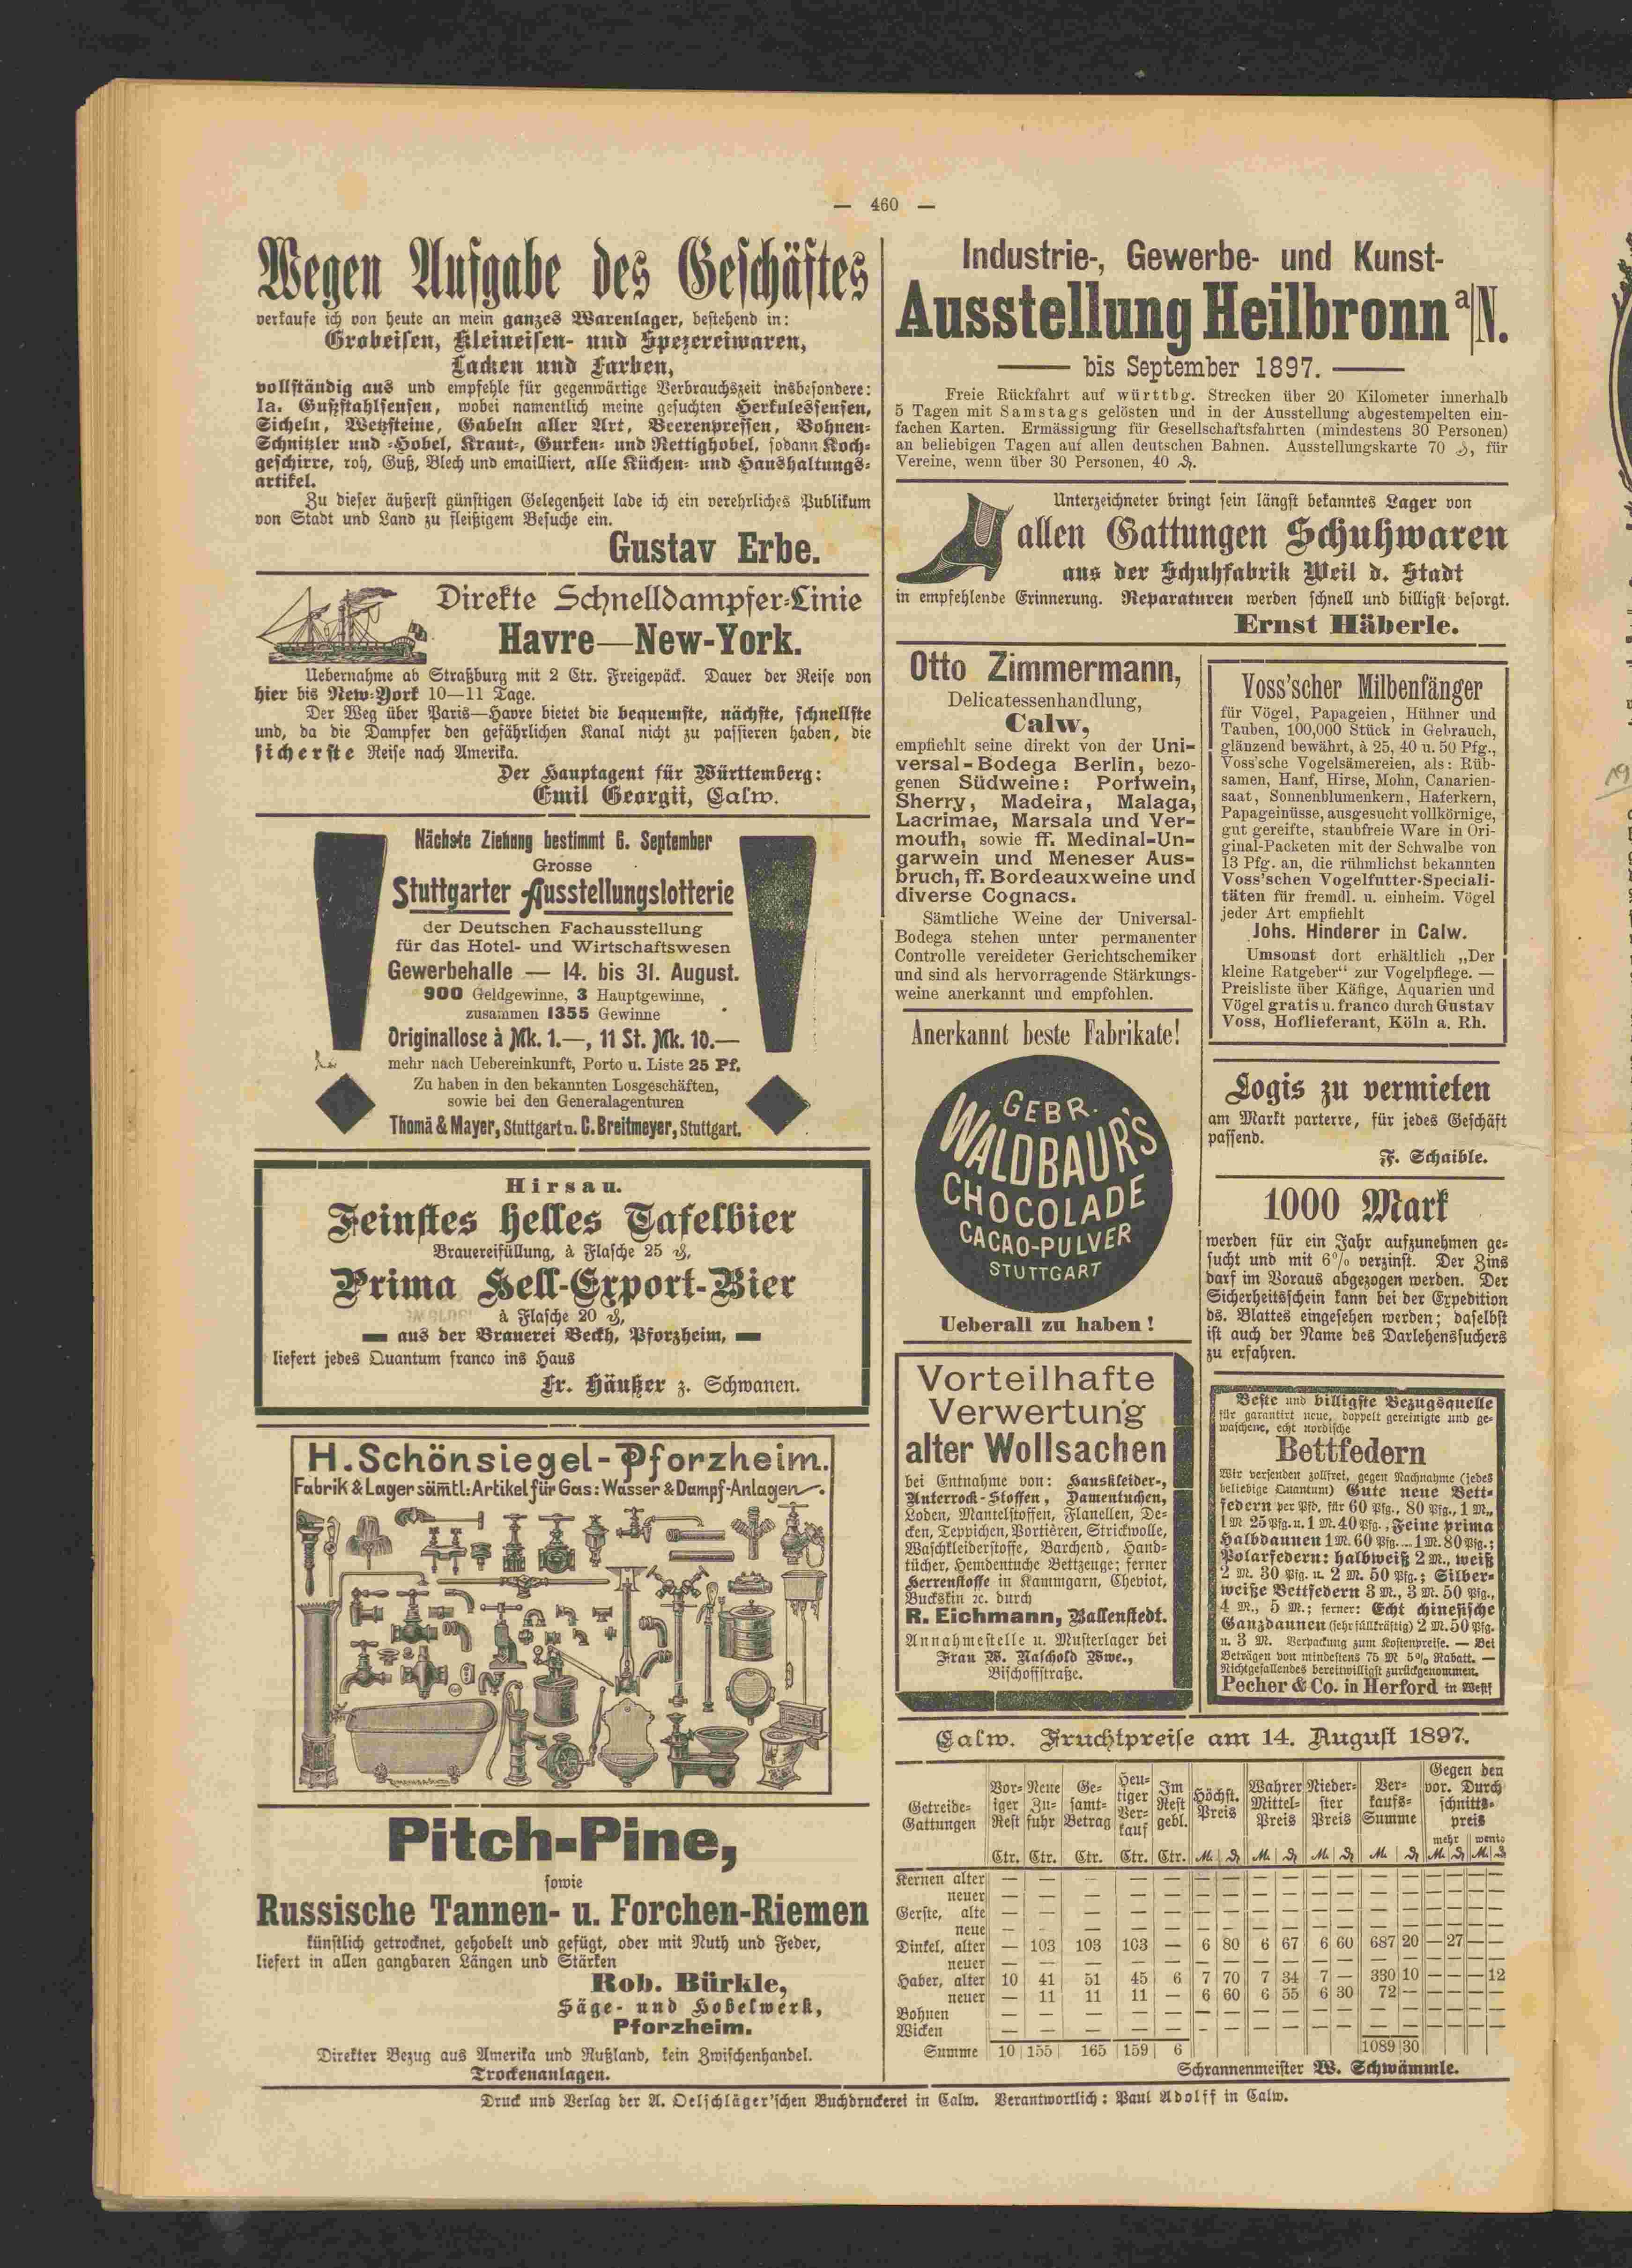 — 460 —
Wegen Aufgabe des Geschäftes
verkaufe ich von heute an mein ganzes Warenlager, bestehend in:
Grobeisen, Kleineisen- und Spezereiwaren,
Lacken und Farben,
vollständig aus und empfehle für gegenwärtige Verbrauchszeit insbesondere:
Ia. Gußstahlsensen, wobei namentlich meine gesuchten Herkulessensen,
Sicheln, Wetzsteine, Gabeln aller Art, Beerenpressen, Bohnen-
Schnitzler und -Hobel, Kraut-, Gurken- und Rettighobel, sodann Koch-
geschirre, roh, Guß, Blech und emailliert, alle Küchen- und Haushaltungs-
artikel.
Zu dieser äußerst günstigen Gelegenheit lade ich ein verehrliches Publikum
von Stadt und Land zu fleißigem Besuche ein.
Gustav Erbe.
Direkte Schnelldampfer-Linie
Havre—New-York.
Uebernahme ab Straßburg mit 2 Ctr. Freigepäck. Dauer der Reise von
hier bis New-York 10—11 Tage.
Der Weg über Paris—Havre bietet die bequemste, nächste, schnellste
und, da die Dampfer den gefährlichen Kanal nicht zu passieren haben, die
sicherste Reise nach Amerika.
Der Hauptagent für Württemberg:
Emil Georgii, Calw.
Nächste Ziehung bestimmt 6. September
Grosse
Stuttgarter Ausstellungslotterie
der Deutschen Fachausstellung
für das Hotel- und Wirtschaftswesen
Gewerbehalle — 14. bis 31. August.
900 Geldgewinne, 3 Hauptgewinne,
zusammen 1355 Gewinne
Originallose à Mk. 1.—, 11 St. Mk. 10.—
mehr nach Uebereinkunft, Porto u. Liste 25 Pf.
Zu haben in den bekannten Losgeschäften,
sowie bei den Generalagenturen
Thomä & Mayer, Stuttgart u. C. Breitmeyer, Stuttgart.
Hirsau.
Feinstes helles Tafelbier
Brauereifüllung, à Flasche 25 ₰,
Prima Hell-Export-Bier
à Flasche 20 ₰,
aus der Brauerei Beckh, Pforzheim,
liefert jedes Quantum franco ins Haus
Fr. Häußer z. Schwanen.
H. Schönsiegel-Pforzheim.
Fabrik & Lager sämtl: Artikel für Gas: Wasser & Dampf-Anlagen.
Pitch-Pine,
sowie
Russische Tannen- u. Forchen-Riemen
künstlich getrocknet, gehobelt und gefügt, oder mit Nuth und Feder,
liefert in allen gangbaren Längen und Stärken
Rob. Bürkle,
Säge- und Hobelwerk,
Pforzheim.
Direkter Bezug aus Amerika und Rußland, kein Zwischenhandel.
Trockenanlagen.
Industrie-, Gewerbe- und Kunst-
Ausstellung Heilbronn a|N.
bis September 1897.
Freie Rückfahrt auf württbg. Strecken über 20 Kilometer innerhalb
5 Tagen mit Samstags gelösten und in der Ausstellung abgestempelten ein-
fachen Karten. Ermässigung für Gesellschaftsfahrten (mindestens 30 Personen)
an beliebigen Tagen auf allen deutschen Bahnen. Ausstellungskarte 70 ₰, für
Vereine, wenn über 30 Personen, 40 ₰.
Unterzeichneter bringt sein längst bekanntes Lager von
allen Gattungen Schuhwaren
aus der Schuhfabrik Weil d. Stadt
in empfehlende Erinnerung. Reparaturen werden schnell und billigst besorgt.
Ernst Häberle.
Otto Zimmermann,
Delicatessenhandlung,
Calw,
empfiehlt seine direkt von der Uni-
versal-Bodega Berlin, bezo-
genen Südweine: Portwein,
Sherry, Madeira, Malaga,
Lacrimae, Marsala und Ver-
mouth, sowie ff. Medinal-Un-
garwein und Meneser Aus-
bruch, ff. Bordeauxweine und
diverse Cognacs.
Sämtliche Weine der Universal-
Bodega stehen unter permanenter
Controlle vereideter Gerichtschemiker
und sind als hervorragende Stärkungs-
weine anerkannt und empfohlen.
Anerkannt beste Fabrikate!
GEBR.
WALDBAUR'S
CHOCOLADE
CACAO-PULVER
STUTTGART
Ueberall zu haben!
Vorteilhafte
Verwertung
alter Wollsachen
bei Entnahme von: Hauskleider-,
Unterrock-Stoffen, Damentuchen,
Loden, Mantelstoffen, Flanellen, De-
cken, Teppichen, Portièren, Strickwolle,
Waschkleiderstoffe, Barchend, Hand-
tücher, Hemdentuche Bettzeuge; ferner
Herrenstoffe in Kammgarn, Cheviot,
Buckskin ꝛc. durch
R. Eichmann, Ballenstedt.
Annahmestelle u. Musterlager bei
Frau W. Raschold Wwe.,
Bischoffstraße.
Voss'scher Milbenfänger
für Vögel, Papageien, Hühner und
Tauben, 100,000 Stück in Gebrauch,
glänzend bewährt, à 25, 40 u. 50 Pfg.,
Voss'sche Vogelsämereien, als: Rüb-
samen, Hanf, Hirse, Mohn, Canarien-
saat, Sonnenblumenkern, Haferkern,
Papageinüsse, ausgesucht vollkörnige,
gut gereifte, staubfreie Ware in Ori-
ginal-Packeten mit der Schwalbe von
13 Pfg. an, die rühmlichst bekannten
Voss'schen Vogelfutter-Speciali-
täten für fremdl. u. einheim. Vögel
jeder Art empfiehlt
Johs. Hinderer in Calw.
Umsonst dort erhältlich „Der
kleine Ratgeber“ zur Vogelpflege. —
Preisliste über Käfige, Aquarien und
Vögel gratis u. franco durch Gustav
Voss, Hoflieferant, Köln a. Rh.
Logis zu vermieten
am Markt parterre, für jedes Geschäft
passend.
F. Schaible.
1000 Mark
werden für ein Jahr aufzunehmen ge-
sucht und mit 6% verzinst. Der Zins
darf im Voraus abgezogen werden. Der
Sicherheitsschein kann bei der Expedition
ds. Blattes eingesehen werden; daselbst
ist auch der Name des Darlehenssuchers
zu erfahren.
Beste und billigste Bezugsquelle
für garantirt neue, doppelt gereinigte und ge-
waschene, echt nordische
Bettfedern
Wir versenden zollfrei, gegen Nachnahme (jedes
beliebige Quantum) Gute neue Bett-
federn per Pfd. für 60 Pfg., 80 Pfg., 1 M.,
1 M 25 Pfg. u. 1 M. 40 Pfg., Feine prima
Halbdaunen 1 M. 60 Pfg. 1 M. 80 Pfg.;
Polarfedern: halbweiß 2 M., weiß
2 M. 30 Pfg. u. 2 M. 50 Pfg.; Silber-
weiße Bettfedern 3 M., 3 M. 50 Pfg.,
4 M., 5 M.; ferner: Echt chinesische
Ganzdaunen (sehr füllkräftig) 2 M. 50 Pfg.
u. 3 M. Verpackung zum Kostenpreise. — Bei
Beträgen von mindestens 75 M 5% Rabatt. —
Nichtgefallendes bereitwilligst zurückgenommen.
Pecher & Co. in Herford in Westf
Calw. Fruchtpreise am 14. August 1897.
Getreide-Gattungen | Voriger Rest | Neue Zufuhr | Gesamt-Betrag | Heutiger Verkauf | Im Rest gebl. | Höchst. Preis | Wahrer Mittel-Preis | Niederster Preis | Verkaufs-Summe | Gegen den vor. Durchschnittspreis mehr | wenig
Ctr. | Ctr. | Ctr. | Ctr. | Ctr. | M. ₰ | M. ₰ | M. ₰ | M. ₰ | M. ₰ | M. ₰
Kernen alter — — — — — — — — — — — — — — — — —
neuer — — — — — — — — — — — — — — — — —
Gerste, alte — — — — — — — — — — — — — — — — —
neue — — — — — — — — — — — — — — — — —
Dinkel, alter — 103 103 103 — 6 80 6 67 6 60 687 20 — 27 — —
neuer — — — — — — — — — — — — — — — — —
Haber, alter 10 41 51 45 6 7 70 7 34 7 — 330 10 — — — 12
neuer — 11 11 11 — 6 60 6 55 6 30 72 — — — — —
Bohnen — — — — — — — — — — — — — — — — —
Wicken — — — — — — — — — — — — — — — — —
Summe 10 155 165 159 6 1089 30
Schrannenmeister W. Schwämmle.
Druck und Verlag der A. Oelschläger'schen Buchdruckerei in Calw. Verantwortlich: Paul Adolff in Calw.
19